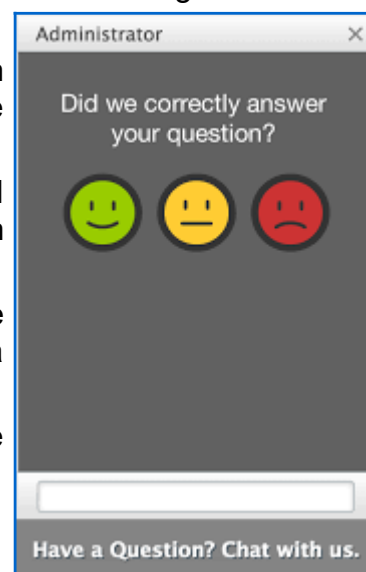 Administrator
Did we correctly answer
your question?
Have a Question? Chat with us.